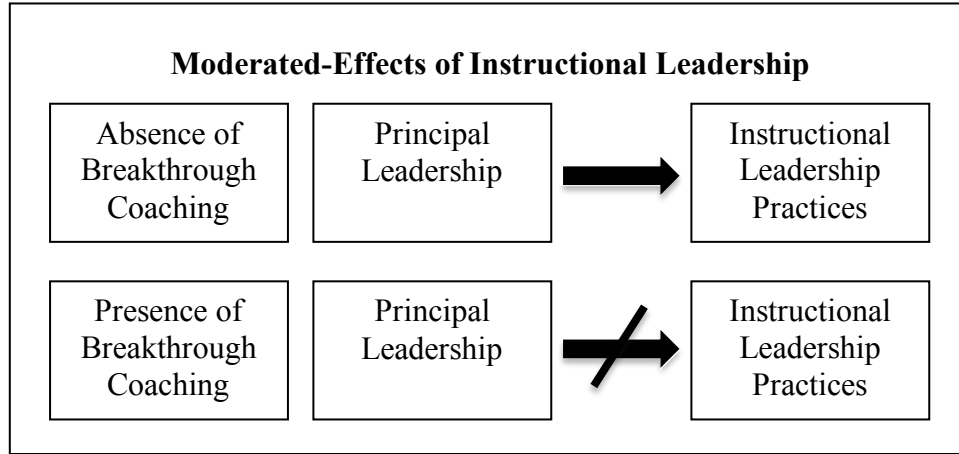 Moderated-Effects of Instructional Leadership
Absence of
Breakthrough
Coaching
Principal
Leadership
Instructional
Leadership
Practices
Presence of
Breakthrough
Coaching
Principal
Leadership
Instructional
Leadership
Practices